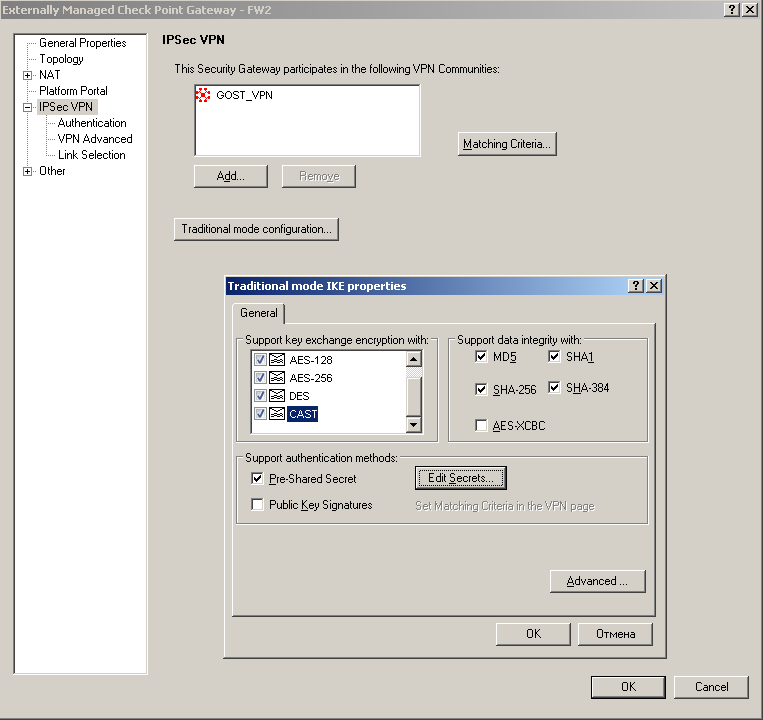 Externally Managed Check Point Gateway - FW2
General Properties
Topology
NAT
Platform Portal
IPSec VPN
Authentication
VPN Advanced
Link Selection
Other
IPSec VPN
This Security Gateway participates in the following VPN Communities:
GOST_VPN
Matching Criteria...
Add...
Remove
Traditional mode configuration...
Traditional mode IKE properties
General
Support key exchange encryption with:
AES-128
AES-256
DES
CAST
Support data integrity with:
MD5 SHA1
SHA-256 SHA-384
AES-XCBC
Support authentication methods:
Pre-Shared Secret
Edit Secrets...
Public Key Signatures
Set Matching Criteria in the VPN page
Advanced ...
OK Отмена
OK Cancel